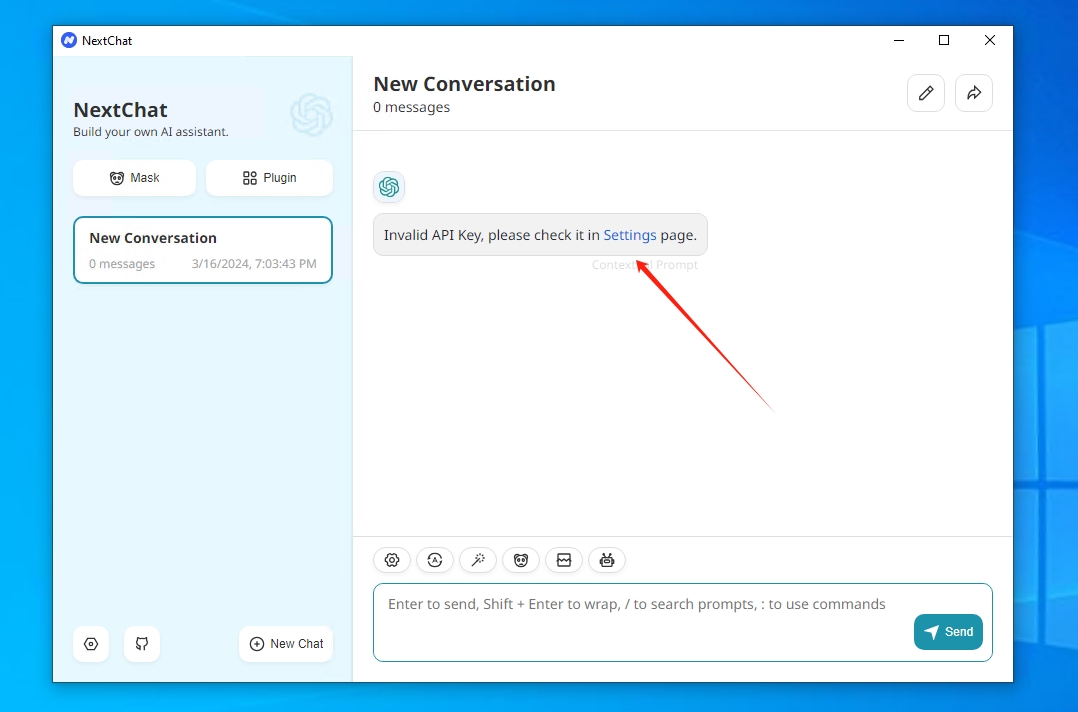 NextChat
NextChat
Build your own AI assistant.
Mask
Plugin
New Conversation
0 messages 3/16/2024, 7:03:43 PM
New Chat
New Conversation
0 messages
Invalid API Key, please check it in Settings page.
Prompt
Enter to send, Shift + Enter to wrap, / to search prompts, : to use commands
Send